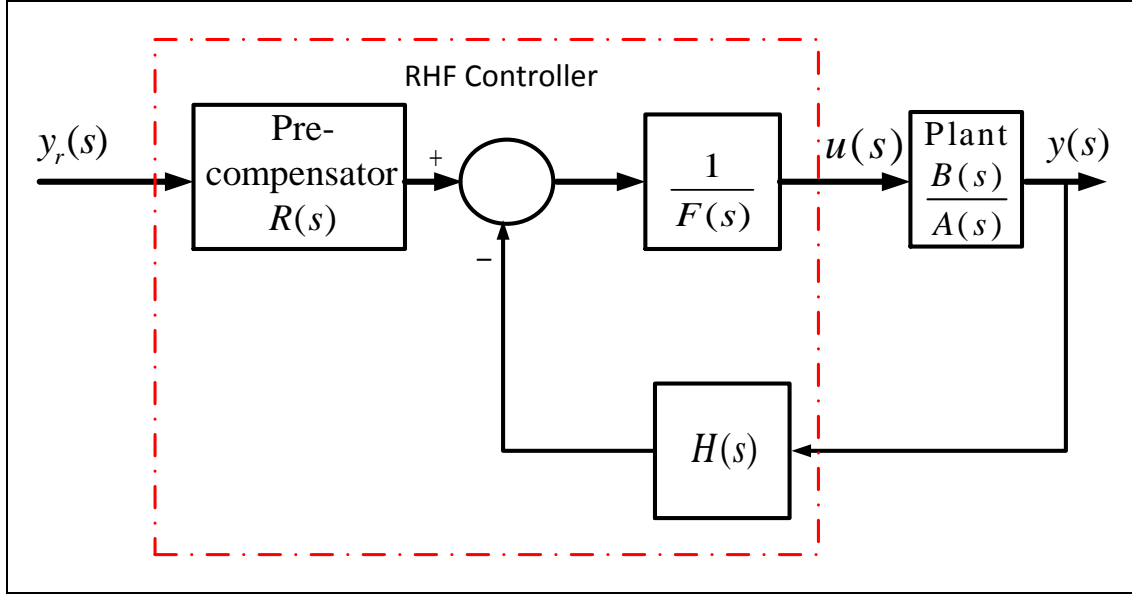 RHF Controller
y_r(s)
Pre-
compensator
R(s)
+
−
1
F(s)
u(s)
Plant
B(s)
A(s)
y(s)
H(s)